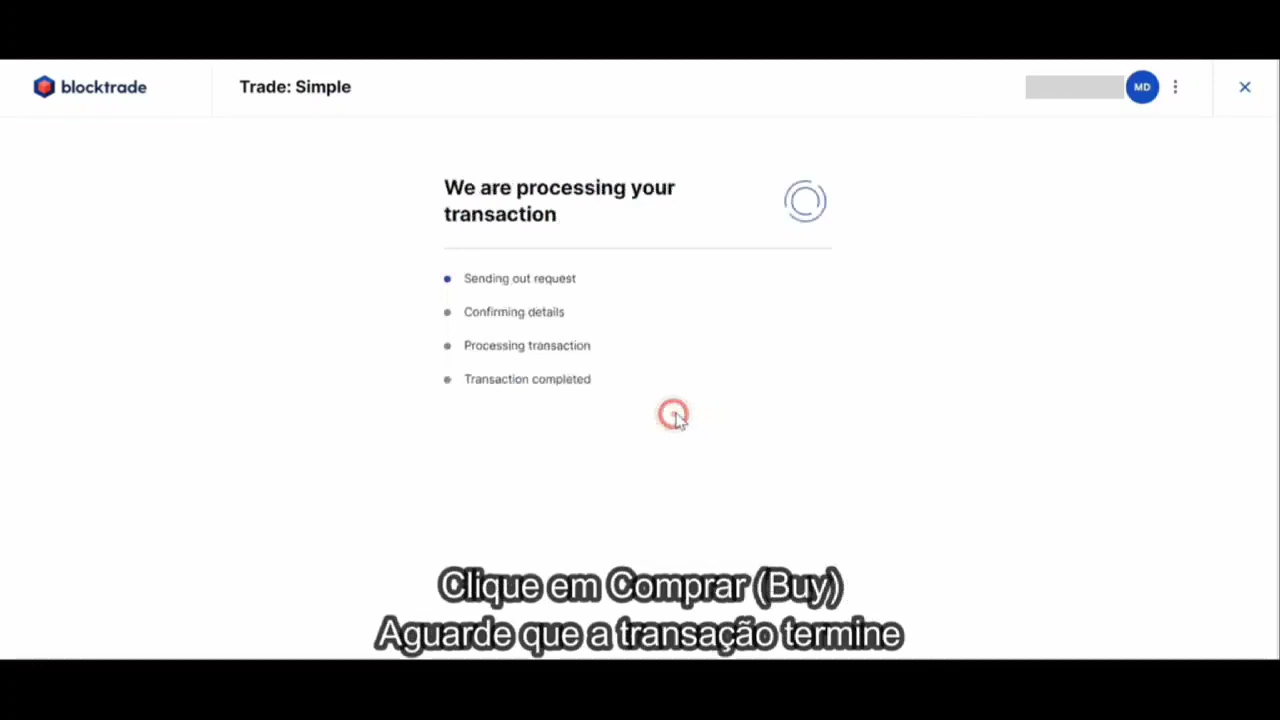 blocktrade
Trade: Simple
MD
We are processing your
transaction
Sending out request
Confirming details
Processing transaction
Transaction completed
Clique em Comprar (Buy)
Aguarde que a transação termine